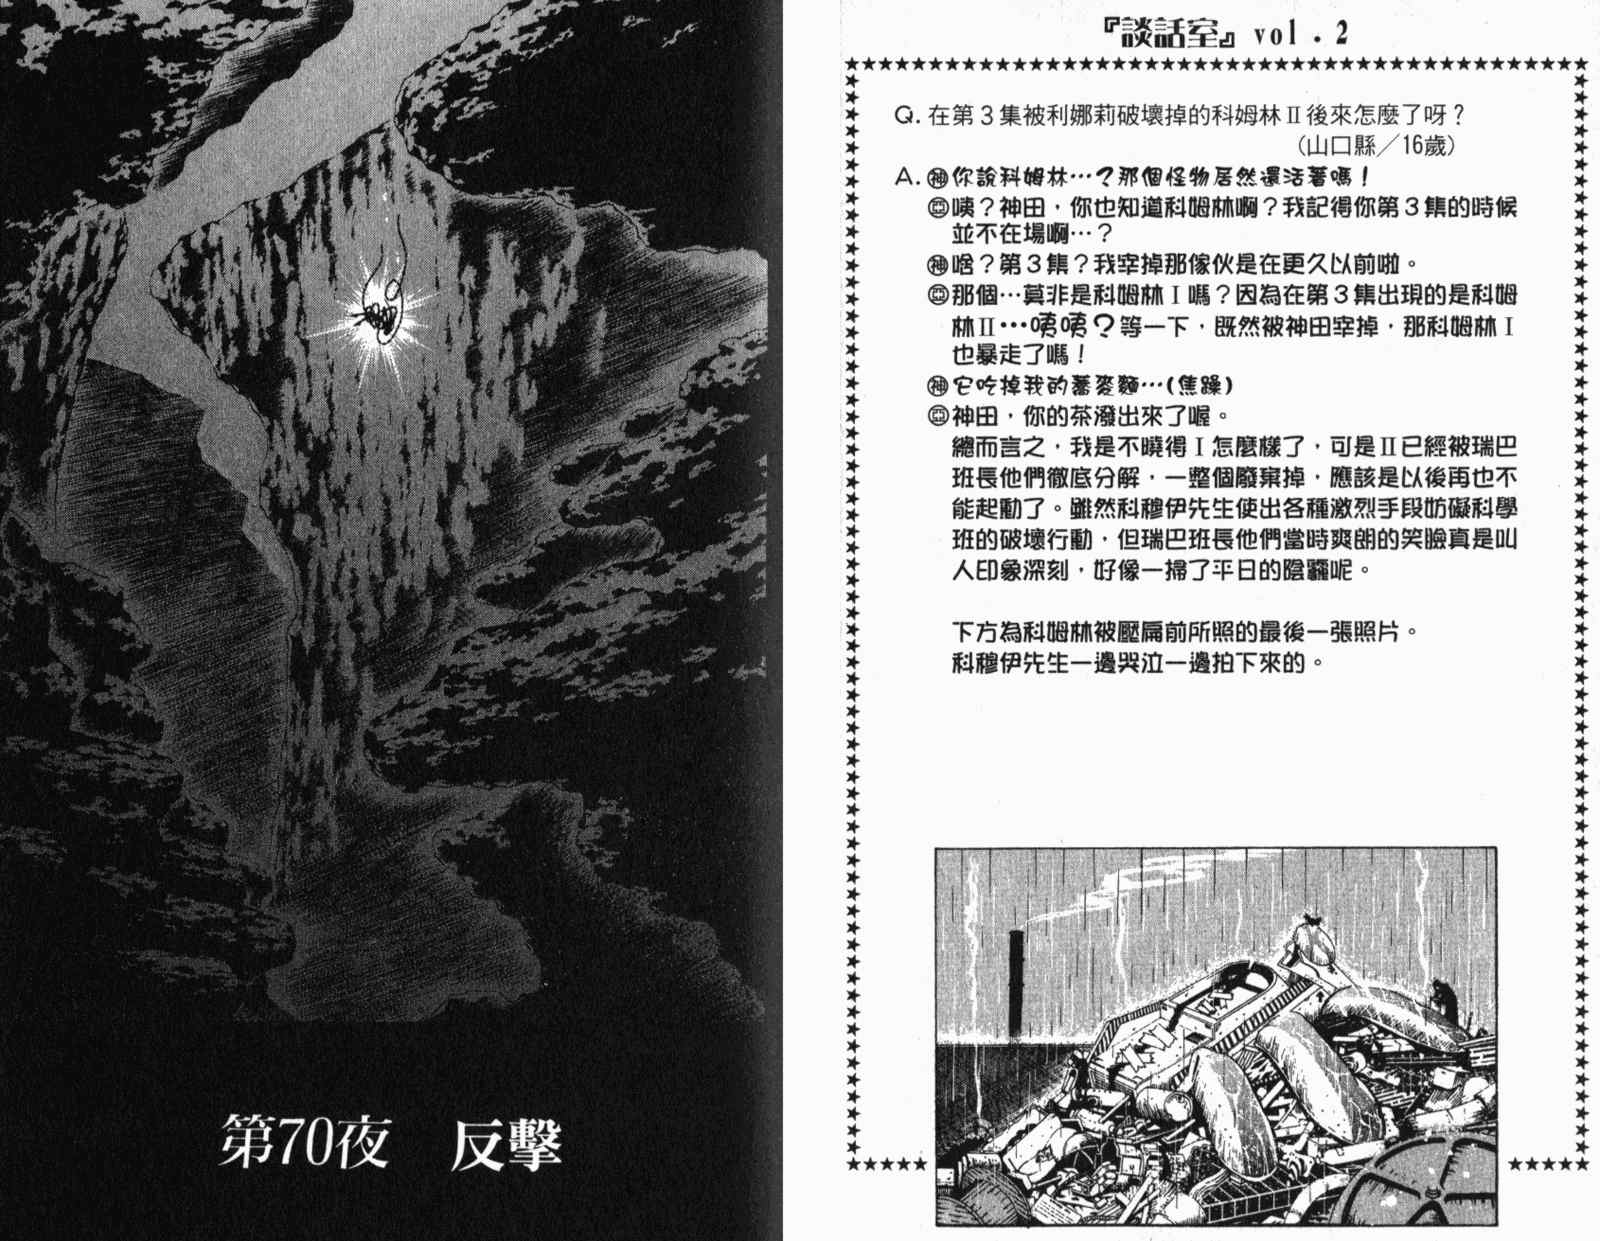 『談話室』vol.2
Q.在第3集被利娜莉破壞掉的科姆林Ⅱ後來怎麼了呀？
(山口縣／16歲)
A.㊙神你說科姆林…？那個怪物居然還活著嗎！
亞咦？神田，你也知道科姆林啊？我記得你第3集的時候
並不在場啊…？
神啥？第3集？我宰掉那傢伙是在更久以前啦。
亞那個…莫非是科姆林Ⅰ嗎？因為在第3集出現的是科姆
林Ⅱ…咦咦？等一下，既然被神田宰掉，那科姆林Ⅰ
也暴走了嗎！
神它吃掉我的蕎麥麵…(焦躁)
亞神田，你的茶潑出來了喔。
總而言之，我是不曉得Ⅰ怎麼樣了，可是Ⅱ已經被瑞巴
班長他們徹底分解，一整個廢棄掉，應該是以後再也不
能起動了。雖然科穆伊先生使出各種激烈手段妨礙科學
班的破壞行動，但瑞巴班長他們當時爽朗的笑臉真是叫
人印象深刻，好像一掃了平日的陰霾呢。
下方為科姆林被壓扁前所照的最後一張照片。
科穆伊先生一邊哭泣一邊拍下來的。
第70夜 反擊